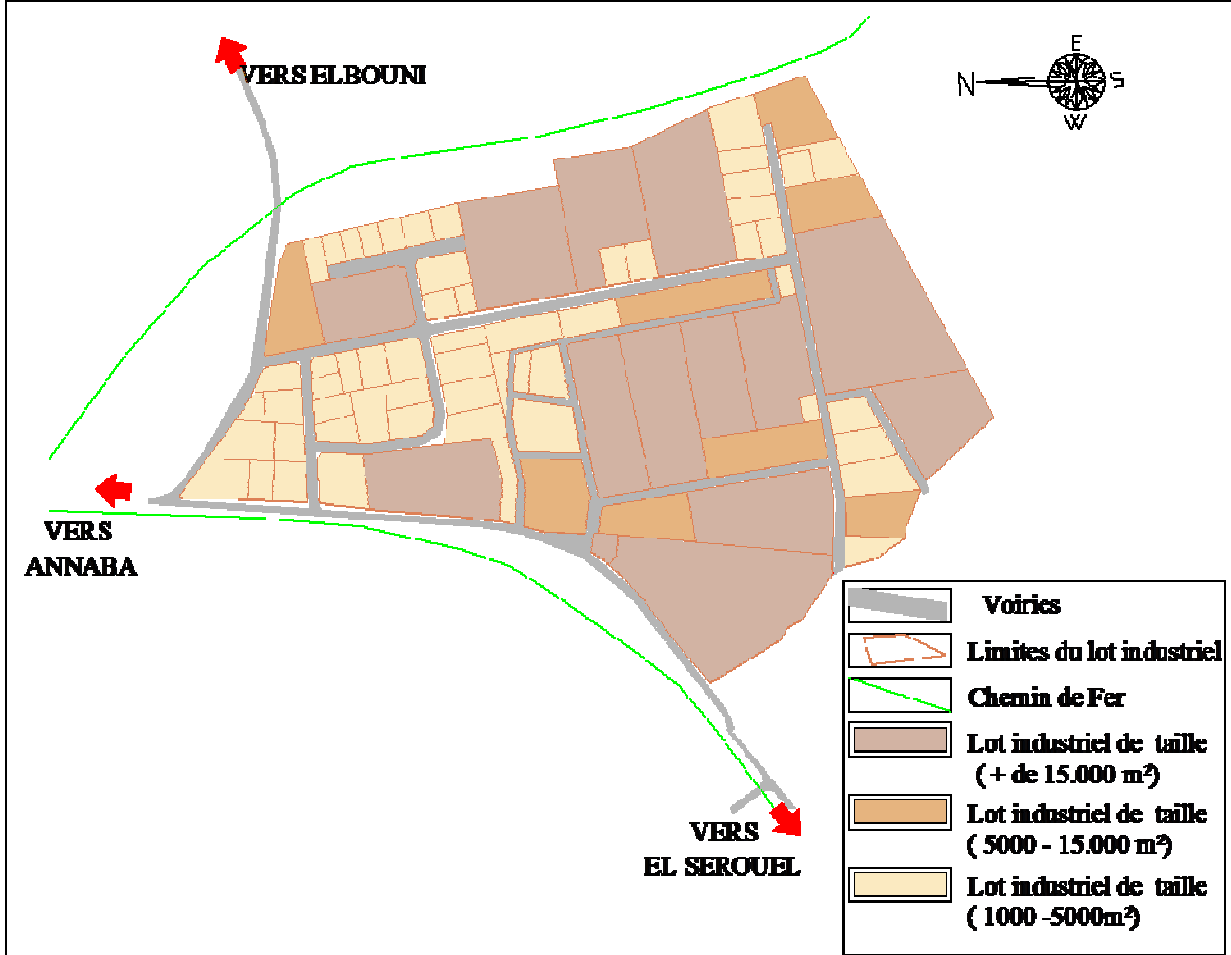 VERS ELBOUNI
E
N
S
W
VERS
ANNABA
VERS
EL SEROUEL
Voiries
Limites du lot industriel
Chemin de Fer
Lot industriel de taille
( + de 15.000 m²)
Lot industriel de taille
( 5000 - 15.000 m²)
Lot industriel de taille
( 1000 -5000m²)